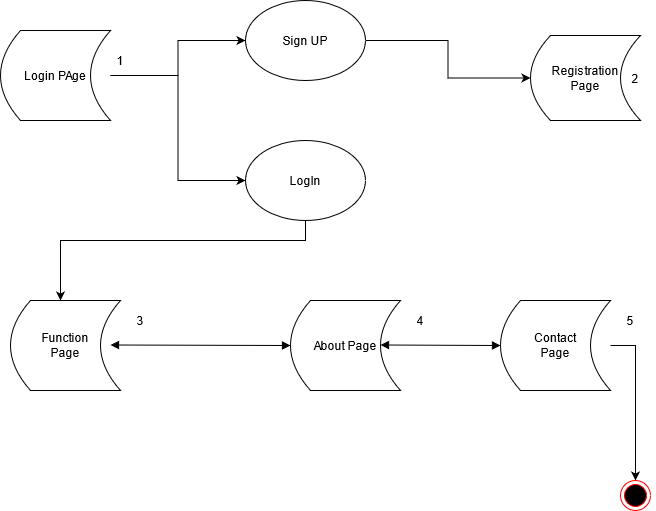 Login PAge
1
Sign UP
Registration
Page
2
LogIn
Function
Page
3
About Page
4
Contact
Page
5